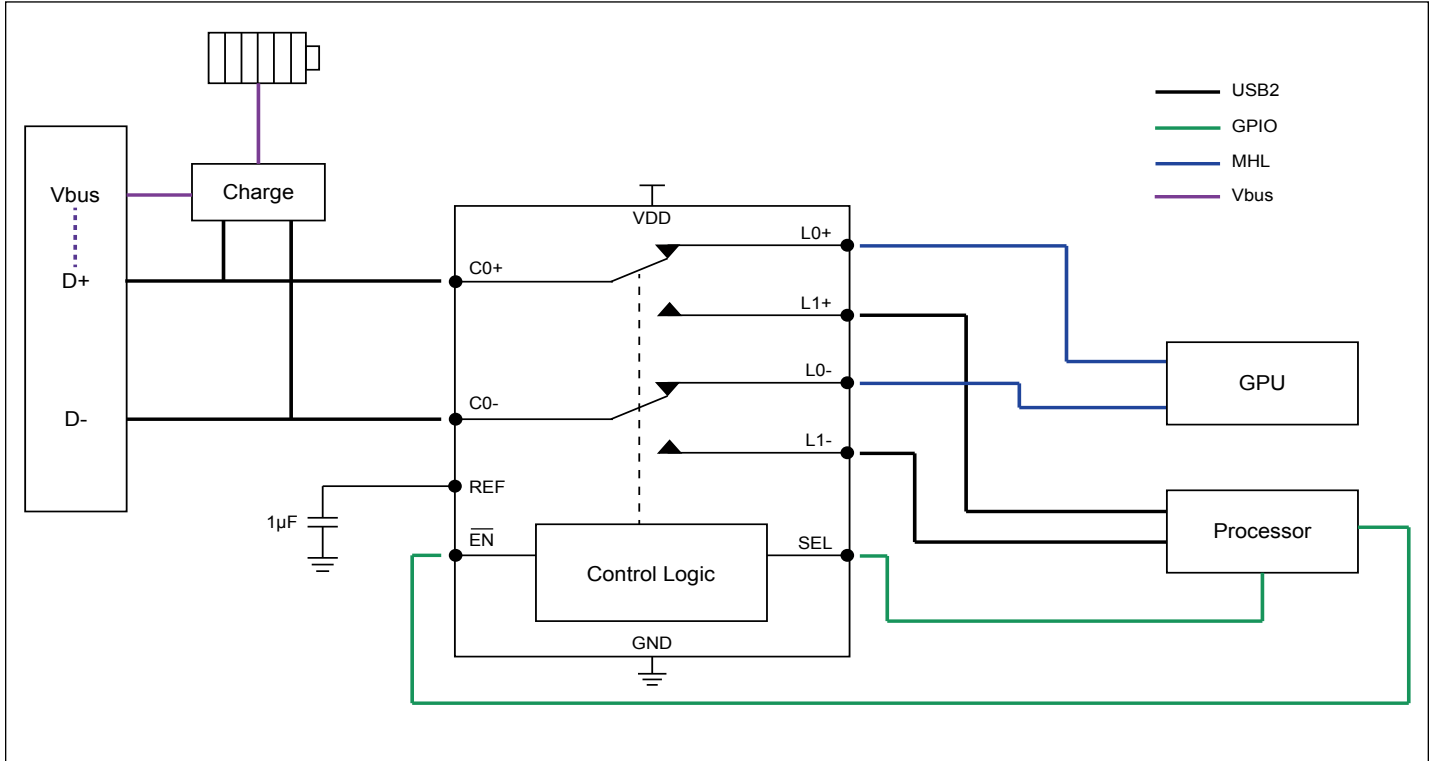 USB2
GPIO
MHL
Vbus
Vbus
Charge
VDD
D+
C0+
L0+
L1+
GPU
D-
C0-
L0-
L1-
REF
1µF
EN
Control Logic
SEL
Processor
GND